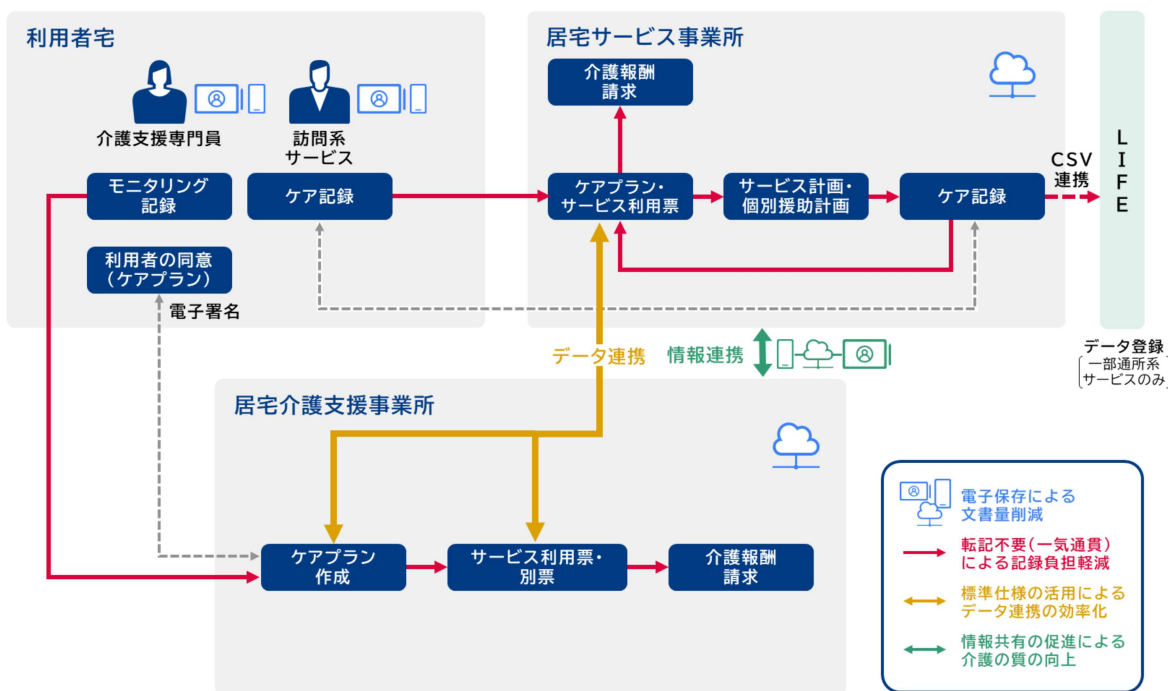 利用者宅
介護支援専門員
訪問系
サービス
モニタリング
記録
ケア記録
利用者の同意
（ケアプラン）
電子署名
居宅サービス事業所
介護報酬
請求
ケアプラン・
サービス利用票
サービス計画・
個別援助計画
ケア記録
CSV
連携
LIFE
データ登録
一部通所系
サービスのみ
データ連携
情報連携
居宅介護支援事業所
ケアプラン
作成
サービス利用票・
別票
介護報酬
請求
電子保存による
文書量削減
転記不要（一気通貫）
による記録負担軽減
標準仕様の活用による
データ連携の効率化
情報共有の促進による
介護の質の向上